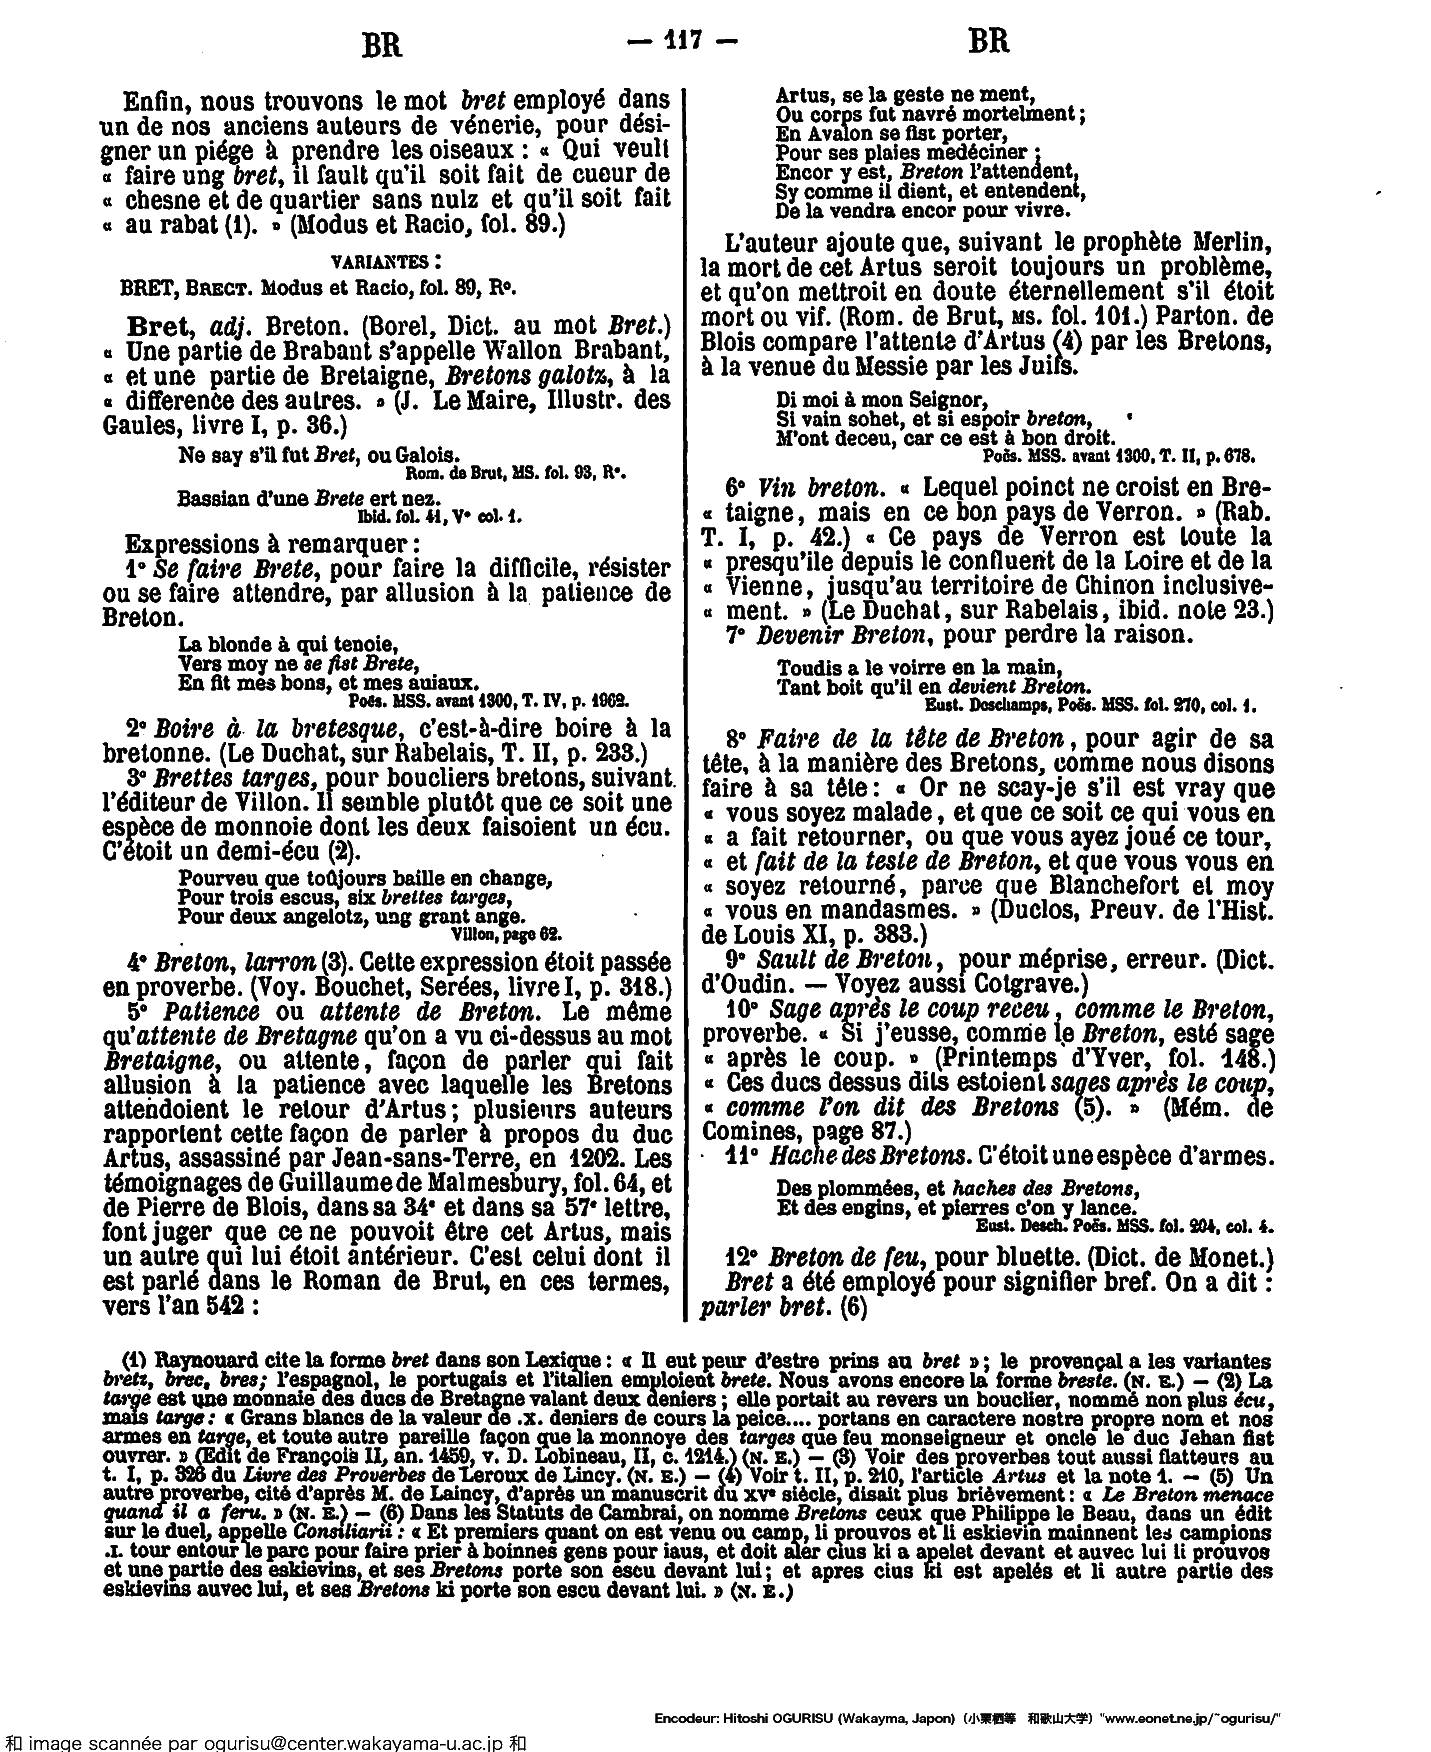 BR — 117 — BR
Enfin, nous trouvons le mot bret employé dans
un de nos anciens auteurs de vénerie, pour dési-
gner un piége à prendre les oiseaux : « Qui veult
« faire ung bret, il fault qu'il soit fait de cueur de
« chesne et de quartier sans nulz et qu'il soit fait
« au rabat (1). » (Modus et Racio, fol. 89.)
VARIANTES :
BRET, BRECT. Modus et Racio, fol. 89, R°.
Bret, adj. Breton. (Borel, Dict. au mot Bret.)
« Une partie de Brabant s'appelle Wallon Brabant,
« et une partie de Bretaigne, Bretons galotz, à la
« difference des autres. » (J. Le Maire, Illustr. des
Gaules, livre I, p. 36.)
Ne say s'il fut Bret, ou Galois.
Rom. de Brut, MS. fol. 93, R°.
Bassian d'une Brete ert nez.
Ibid. fol. 41, V° col. 1.
Expressions à remarquer :
1° Se faire Brete, pour faire la difficile, résister
ou se faire attendre, par allusion à la patience de
Breton.
La blonde à qui tenoie,
Vers moy ne se fist Brete,
En fit mes bons, et mes aniaux.
Poës. MSS. avant 1300, T. IV, p. 1362.
2° Boire à la bretesque, c'est-à-dire boire à la
bretonne. (Le Duchat, sur Rabelais, T. II, p. 233.)
3° Brettes targes, pour boucliers bretons, suivant
l'éditeur de Villon. Il semble plutôt que ce soit une
espèce de monnoie dont les deux faisoient un écu.
C'étoit un demi-écu (2).
Pourveu que toûjours baille en change,
Pour trois escus, six brettes targes,
Pour deux angelotz, ung grant ange.
Villon, page 62.
4° Breton, larron (3). Cette expression étoit passée
en proverbe. (Voy. Bouchet, Serées, livre I, p. 318.)
5° Patience ou attente de Breton. Le même
qu'attente de Bretagne qu'on a vu ci-dessus au mot
Bretaigne, ou attente, façon de parler qui fait
allusion à la patience avec laquelle les Bretons
attendoient le retour d'Artus ; plusieurs auteurs
rapportent cette façon de parler à propos du duc
Artus, assassiné par Jean-sans-Terre, en 1202. Les
témoignages de Guillaume de Malmesbury, fol. 64, et
de Pierre de Blois, dans sa 34e et dans sa 57e lettre,
font juger que ce ne pouvoit être cet Artus, mais
un autre qui lui étoit antérieur. C'est celui dont il
est parlé dans le Roman de Brut, en ces termes,
vers l'an 542 :
Artus, se la geste ne ment,
Ou corps fut navré mortelment ;
En Avalon se fist porter,
Pour ses plaies medéciner ;
Encor y est, Breton l'attendent,
Sy comme il dient, et entendent,
De la vendra encor pour vivre.
L'auteur ajoute que, suivant le prophète Merlin,
la mort de cet Artus seroit toujours un problème,
et qu'on mettroit en doute éternellement s'il étoit
mort ou vif. (Rom. de Brut, MS. fol. 101.) Parton. de
Blois compare l'attente d'Artus (4) par les Bretons,
à la venue du Messie par les Juifs.
Di moi à mon Seignor,
Si vain sohet, et si espoir breton,
M'ont deceu, car ce est à bon droit.
Poës. MSS. avant 1300, T. II, p. 678.
6° Vin breton. « Lequel poinct ne croist en Bre-
« taigne, mais en ce bon pays de Verron. » (Rab.
T. I, p. 42.) « Ce pays de Verron est toute la
« presqu'ile depuis le confluent de la Loire et de la
« Vienne, jusqu'au territoire de Chinon inclusive-
« ment. » (Le Duchat, sur Rabelais, ibid. note 23.)
7° Devenir Breton, pour perdre la raison.
Toudis a le voirre en la main,
Tant boit qu'il en devient Breton.
Eust. Deschamps, Poës. MSS. fol. 270, col. 1.
8° Faire de la tête de Breton, pour agir de sa
tête, à la manière des Bretons, comme nous disons
faire à sa tête : « Or ne scay-je s'il est vray que
« vous soyez malade, et que ce soit ce qui vous en
« a fait retourner, ou que vous ayez joué ce tour,
« et fait de la teste de Breton, et que vous vous en
« soyez retourné, parce que Blanchefort et moy
« vous en mandasmes. » (Duclos, Preuv. de l'Hist.
de Louis XI, p. 383.)
9° Sault de Breton, pour méprise, erreur. (Dict.
d'Oudin. — Voyez aussi Cotgrave.)
10° Sage après le coup receu, comme le Breton,
proverbe. « Si j'eusse, comme le Breton, esté sage
« après le coup. » (Printemps d'Yver, fol. 148.)
« Ces ducs dessus dits estoient sages après le coup,
« comme l'on dit des Bretons (5). » (Mém. de
Comines, page 87.)
11° Hache des Bretons. C'étoit une espèce d'armes.
Des plommées, et haches des Bretons,
Et des engins, et pierres c'on y lance.
Eust. Desch. Poës. MSS. fol. 204, col. 4.
12° Breton de feu, pour bluette. (Dict. de Monet.)
Bret a été employé pour signifier bref. On a dit :
parler bret. (6)
(1) Raynouard cite la forme bret dans son Lexique : « Il eut peur d'estre prins au bret » ; le provençal a les variantes
bretz, brec, bres; l'espagnol, le portugais et l'italien emploient brete. Nous avons encore la forme breste. (N. E.) — (2) La
targe est une monnaie des ducs de Bretagne valant deux deniers ; elle portait au revers un bouclier, nommé non plus écu,
mais targe : « Grans blancs de la valeur de .x. deniers de cours la peice.... portans en caractere nostre propre nom et nos
armes en targe, et toute autre pareille façon que la monnoye des targes que feu monseigneur et oncle le duc Jehan fist
ouvrer. » (Edit de François II, an. 1459, v. D. Lobineau, II, c. 1214.) (N. E.) — (3) Voir des proverbes tout aussi flatteurs au
t. I, p. 326 du Livre des Proverbes de Leroux de Lincy. (N. E.) — (4) Voir t. II, p. 210, l'article Artus et la note 1. — (5) Un
autre proverbe, cité d'après M. de Laincy, d'après un manuscrit du XVe siècle, disait plus brièvement : « Le Breton menace
quand il a feru. » (N. E.) — (6) Dans les Statuts de Cambrai, on nomme Bretons ceux que Philippe le Beau, dans un édit
sur le duel, appelle Consiliarii : « Et premiers quant on est venu ou camp, li prouvos et li eskievin mainnent les campions
.I. tour entour le parc pour faire prier à boinnes gens pour iaus, et doit aler cius ki a apelet devant et auvec lui li prouvos
et une partie des eskievins, et ses Bretons porte son escu devant lui ; et apres cius ki est apelés et li autre partie des
eskievins auvec lui, et ses Bretons ki porte son escu devant lui. » (N. E.)
Encodeur: Hitoshi OGURISU (Wakayma, Japon) (小栗栖等 和歌山大学) "www.eonet.ne.jp/~ogurisu/"
和 image scannée par ogurisu@center.wakayama-u.ac.jp 和